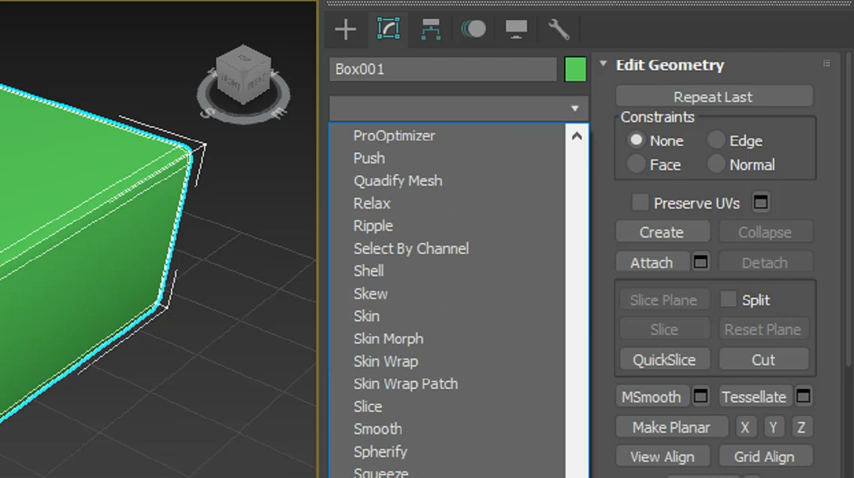 S
E
Box001
ProOptimizer
Push
Quadify Mesh
Relax
Ripple
Select By Channel
Shell
Skew
Skin
Skin Morph
Skin Wrap
Skin Wrap Patch
Slice
Smooth
Spherify
Squeeze
Edit Geometry
Repeat Last
Constraints
None Edge
Face Normal
Preserve UVs
Create Collapse
Attach Detach
Slice Plane Split
Slice Reset Plane
QuickSlice Cut
MSmooth Tessellate
Make Planar X Y Z
View Align Grid Align